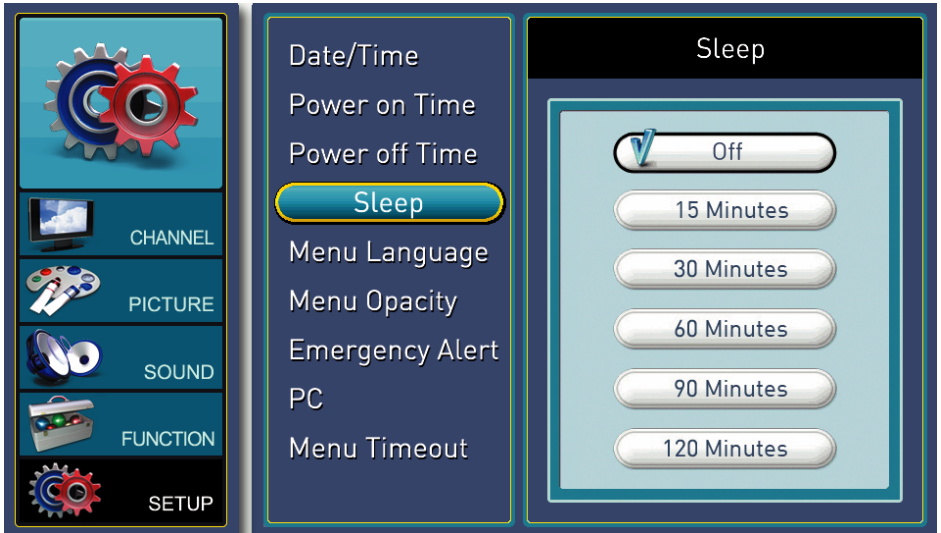 CHANNEL
PICTURE
SOUND
FUNCTION
SETUP
Date/Time
Power on Time
Power off Time
Sleep
Menu Language
Menu Opacity
Emergency Alert
PC
Menu Timeout
Sleep
Off
15 Minutes
30 Minutes
60 Minutes
90 Minutes
120 Minutes